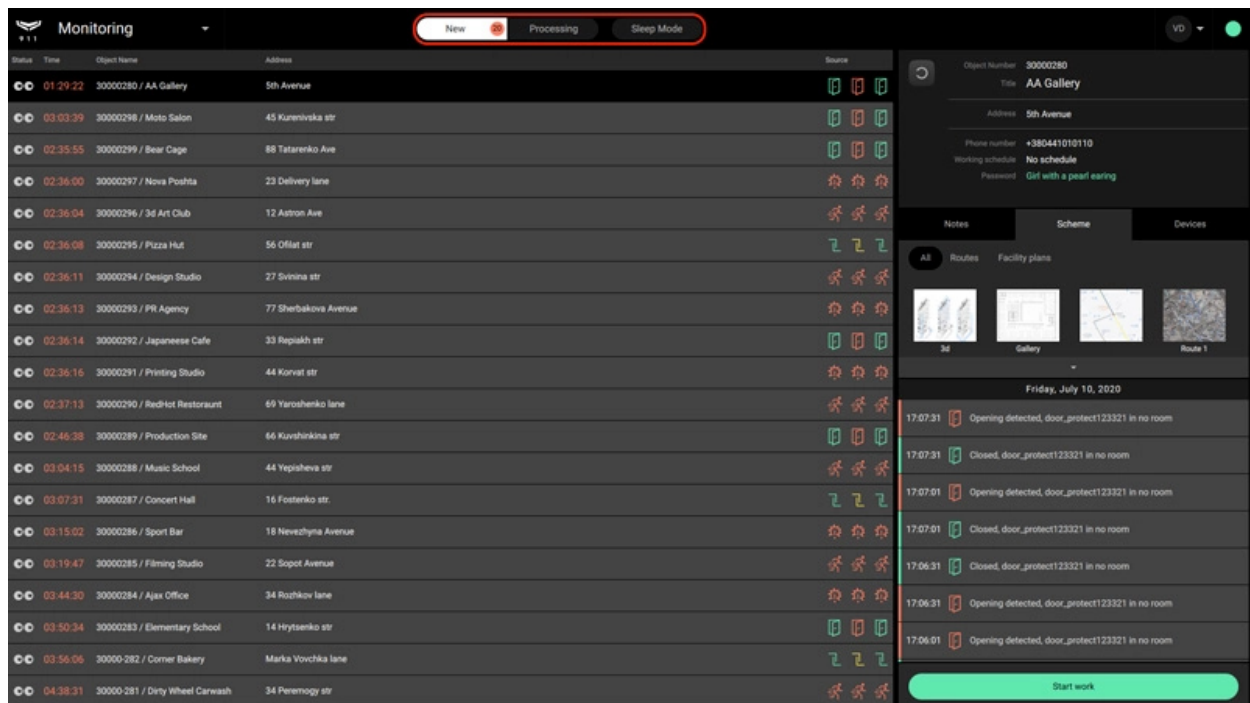 911
Monitoring
New 20 Processing Sleep Mode
VD
Status Time Object Name Address Source
01:29:22 30000280 / AA Gallery 5th Avenue
03:03:39 30000298 / Moto Salon 45 Kurenivska str
02:35:55 30000299 / Bear Cage 88 Tatarenko Ave
02:36:00 30000297 / Nova Poshta 23 Delivery lane
02:36:04 30000296 / 3d Art Club 12 Astron Ave
02:36:08 30000295 / Pizza Hut 56 Ofilat str
02:36:11 30000294 / Design Studio 27 Svinina str
02:36:13 30000293 / PR Agency 77 Sherbakova Avenue
02:36:14 30000292 / Japaneese Cafe 33 Repiakh str
02:36:16 30000291 / Printing Studio 44 Korvat str
02:37:13 30000290 / RedHot Restoraunt 69 Yaroshenko lane
02:46:38 30000289 / Production Site 66 Kuvshinkina str
03:04:15 30000288 / Music School 44 Yepisheva str
03:07:31 30000287 / Concert Hall 16 Fostenko str.
03:15:02 30000286 / Sport Bar 18 Nevezhyna Avenue
03:19:47 30000285 / Filming Studio 22 Sopot Avenue
03:44:30 30000284 / Ajax Office 34 Rozhkov lane
03:50:34 30000283 / Elementary School 14 Hrytsenko str
03:56:06 30000-282 / Corner Bakery Marka Vovchka lane
04:38:31 30000-281 / Dirty Wheel Carwash 34 Peremogy str
Object Number 30000280
Title AA Gallery
Address 5th Avenue
Phone number +380441010110
Working schedule No schedule
Password Girl with a pearl earing
Notes Scheme Devices
All Routes Facility plans
3d Gallery Route 1
Friday, July 10, 2020
17:07:31 Opening detected, door_protect123321 in no room
17:07:31 Closed, door_protect123321 in no room
17:07:01 Opening detected, door_protect123321 in no room
17:07:01 Closed, door_protect123321 in no room
17:06:31 Closed, door_protect123321 in no room
17:06:31 Opening detected, door_protect123321 in no room
17:06:01 Opening detected, door_protect123321 in no room
Start work